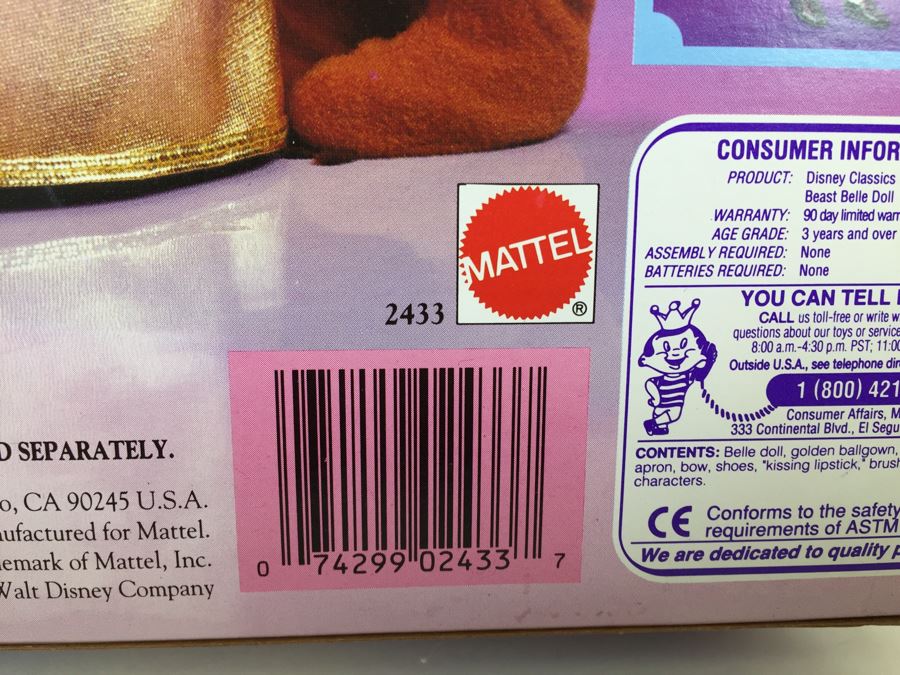 MATTEL
®
2433
0 74299 02433 7
D SEPARATELY.
o, CA 90245 U.S.A.
nufactured for Mattel.
emark of Mattel, Inc.
Walt Disney Company
CONSUMER INFOR
PRODUCT: Disney Classics
Beast Belle Doll
WARRANTY: 90 day limited warr
AGE GRADE: 3 years and over
ASSEMBLY REQUIRED: None
BATTERIES REQUIRED: None
YOU CAN TELL
CALL us toll-free or write w
questions about our toys or service
8:00 a.m.-4:30 p.m. PST; 11:00
Outside U.S.A., see telephone dir
1 (800) 421
Consumer Affairs, M
333 Continental Blvd., El Segu
CONTENTS: Belle doll, golden ballgown,
apron, bow, shoes, "kissing lipstick," brush
characters.
CE Conforms to the safety
requirements of ASTM
We are dedicated to quality p